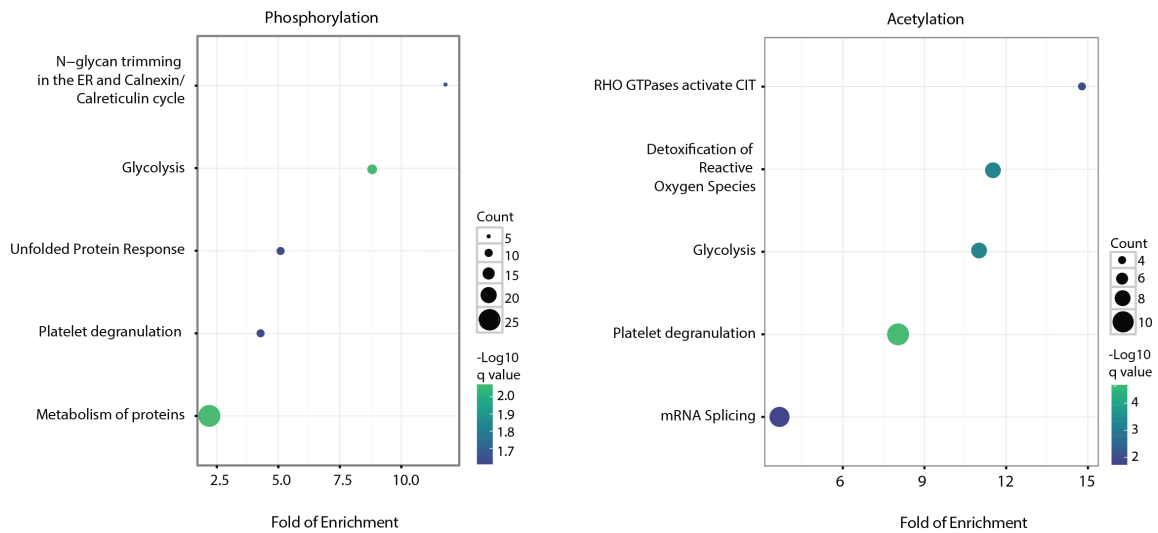 Phosphorylation
N−glycan trimming
in the ER and Calnexin/
Calreticulin cycle
Glycolysis
Unfolded Protein Response
Platelet degranulation
Metabolism of proteins
2.5 5.0 7.5 10.0
Fold of Enrichment
Count
5
10
15
20
25
-Log10
q value
2.0
1.9
1.8
1.7
Acetylation
RHO GTPases activate CIT
Detoxification of
Reactive
Oxygen Species
Glycolysis
Platelet degranulation
mRNA Splicing
6 9 12 15
Fold of Enrichment
Count
4
6
8
10
-Log10
q value
4
3
2